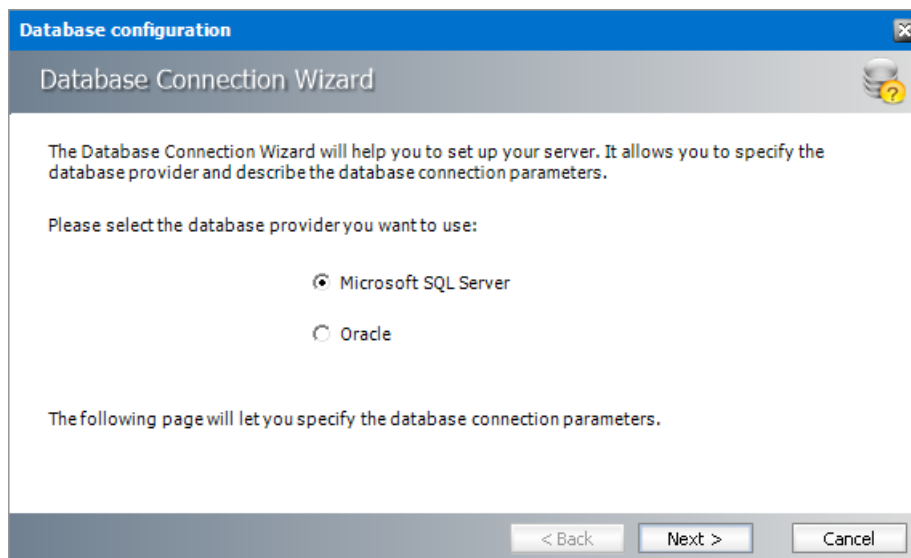 Database configuration
Database Connection Wizard
The Database Connection Wizard will help you to set up your server. It allows you to specify the
database provider and describe the database connection parameters.
Please select the database provider you want to use:
Microsoft SQL Server
Oracle
The following page will let you specify the database connection parameters.
< Back Next > Cancel